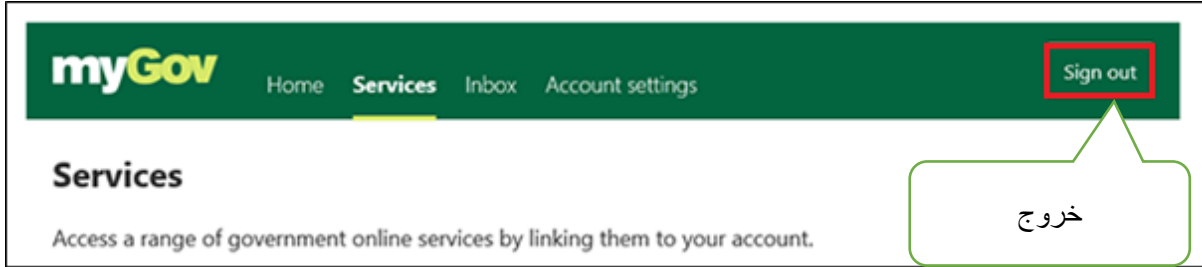 myGov Home Services Inbox Account settings Sign out
Services
خروج
Access a range of government online services by linking them to your account.